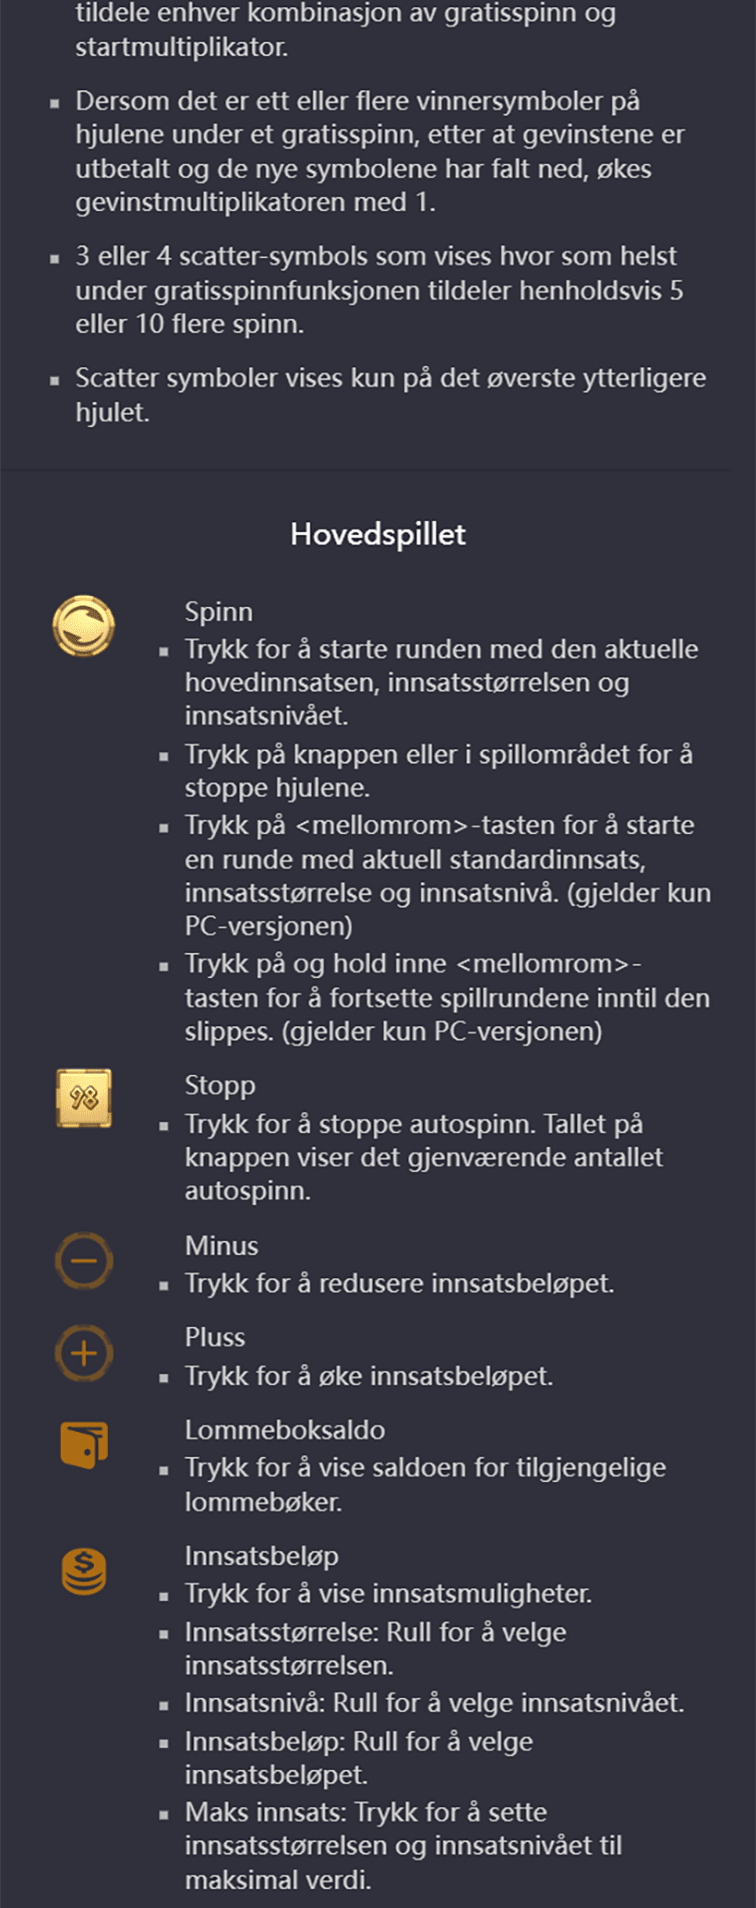 tildele enhver kombinasjon av gratisspinn og
startmultiplikator.
▪ Dersom det er ett eller flere vinnersymboler på
hjulene under et gratisspinn, etter at gevinstene er
utbetalt og de nye symbolene har falt ned, økes
gevinstmultiplikatoren med 1.
▪ 3 eller 4 scatter-symbols som vises hvor som helst
under gratisspinnfunksjonen tildeler henholdsvis 5
eller 10 flere spinn.
▪ Scatter symboler vises kun på det øverste ytterligere
hjulet.
Hovedspillet
Spinn
▪ Trykk for å starte runden med den aktuelle
hovedinnsatsen, innsatsstørrelsen og
innsatsnivået.
▪ Trykk på knappen eller i spillområdet for å
stoppe hjulene.
▪ Trykk på <mellomrom>-tasten for å starte
en runde med aktuell standardinnsats,
innsatsstørrelse og innsatsnivå. (gjelder kun
PC-versjonen)
▪ Trykk på og hold inne <mellomrom>-
tasten for å fortsette spillrundene inntil den
slippes. (gjelder kun PC-versjonen)
98
Stopp
▪ Trykk for å stoppe autospinn. Tallet på
knappen viser det gjenværende antallet
autospinn.
Minus
▪ Trykk for å redusere innsatsbeløpet.
Pluss
▪ Trykk for å øke innsatsbeløpet.
Lommeboksaldo
▪ Trykk for å vise saldoen for tilgjengelige
lommebøker.
$
Innsatsbeløp
▪ Trykk for å vise innsatsmuligheter.
▪ Innsatsstørrelse: Rull for å velge
innsatsstørrelsen.
▪ Innsatsnivå: Rull for å velge innsatsnivået.
▪ Innsatsbeløp: Rull for å velge
innsatsbeløpet.
▪ Maks innsats: Trykk for å sette
innsatsstørrelsen og innsatsnivået til
maksimal verdi.